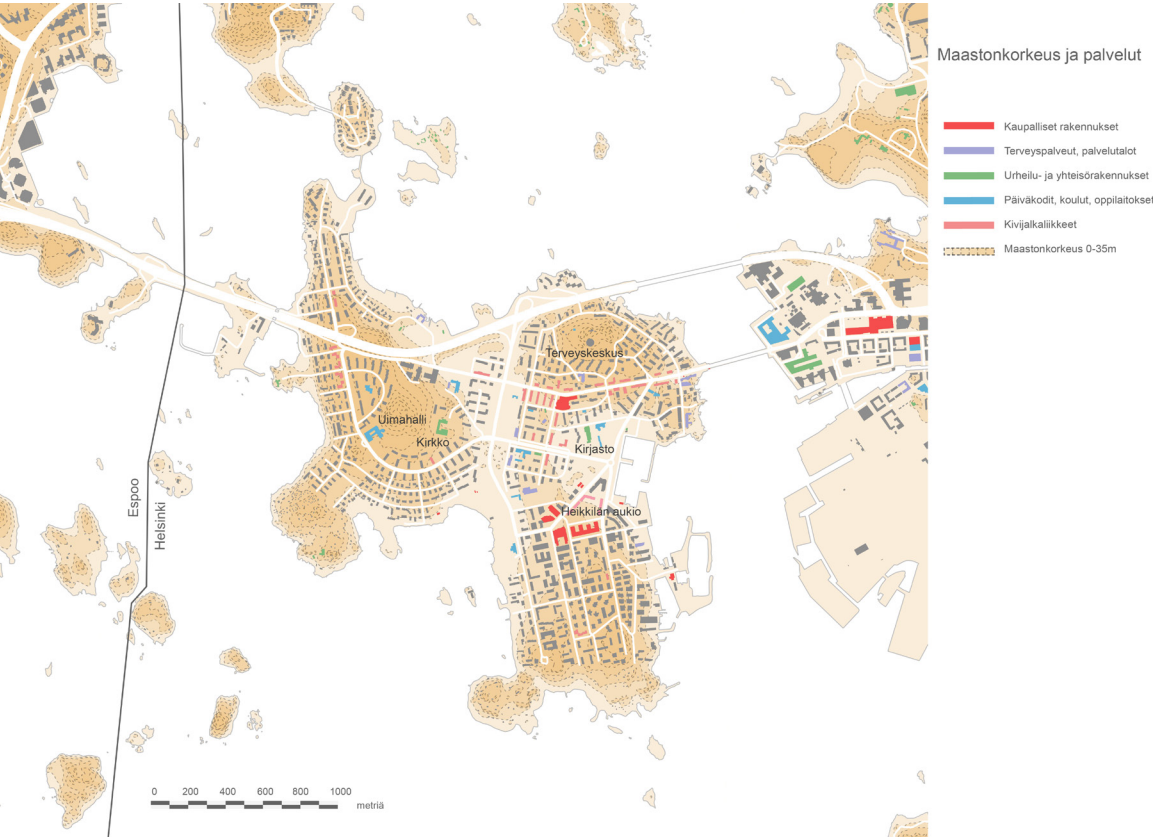 Maastonkorkeus ja palvelut
Kaupalliset rakennukset
Terveyspalveut, palvelutalot
Urheilu- ja yhteisörakennukset
Päiväkodit, koulut, oppilaitokset
Kivijalkaliikkeet
Maastonkorkeus 0-35m
Terveyskeskus
Uimahalli
Kirkko
Kirjasto
Heikkilän aukio
Espoo
Helsinki
0 200 400 600 800 1000
metriä